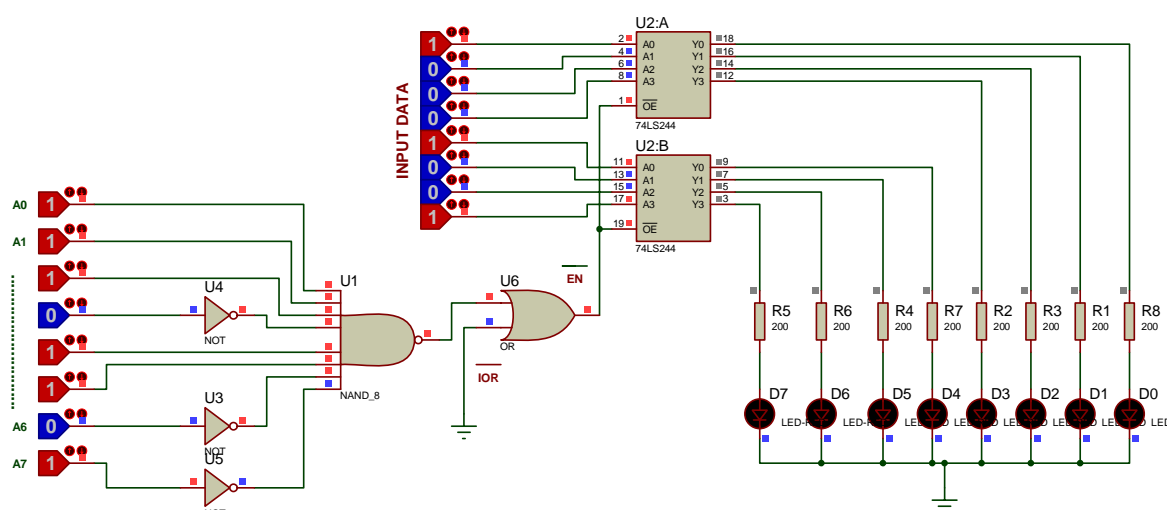 U2:A
1
0
0
0
1
0
0
1
INPUT DATA
2 A0 Y0 18
4 A1 Y1 16
6 A2 Y2 14
8 A3 Y3 12
1 OE
74LS244
U2:B
11 A0 Y0 9
13 A1 Y1 7
15 A2 Y2 5
17 A3 Y3 3
19 OE
74LS244
A0 1
A1 1
1
0
1
1
A6 0
A7 1
U4
NOT
U3
NOT
U5
U1
NAND_8
U6
OR
EN
IOR
R5 200
R6 200
R4 200
R7 200
R2 200
R3 200
R1 200
R8 200
D7
D6
D5
D4
D3
D2
D1
D0